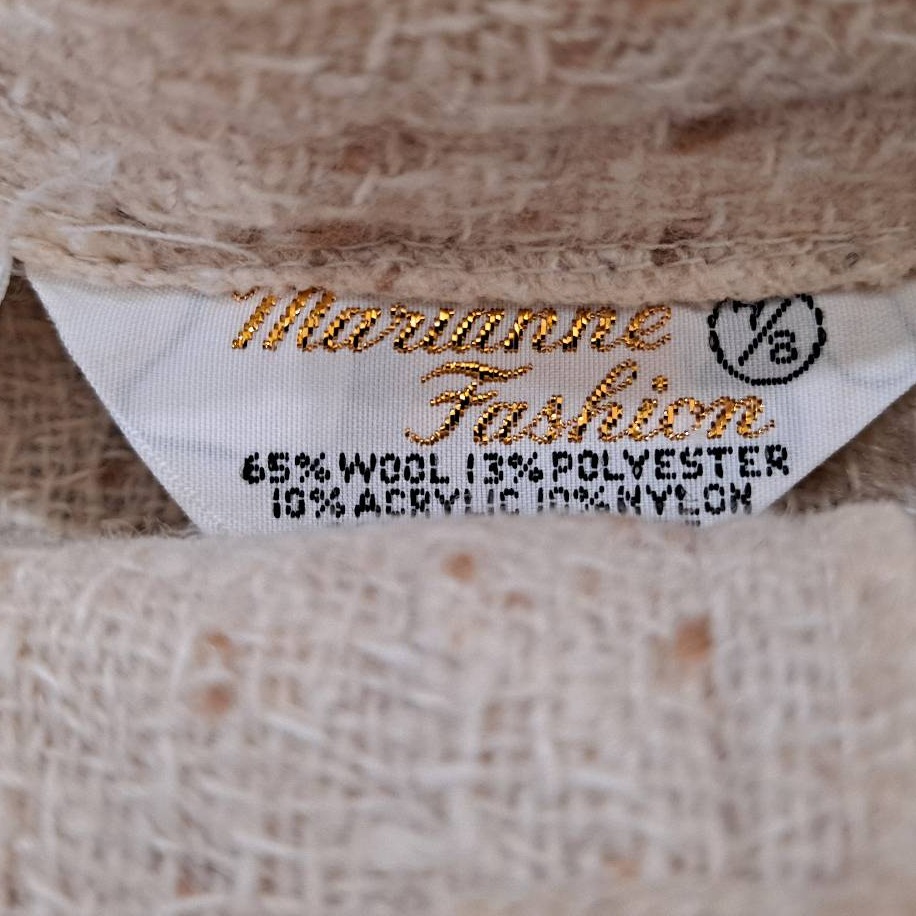 Marianne
7/8
Fashion
65% WOOL 13% POLYESTER
10% ACRYLIC 10% NYLON